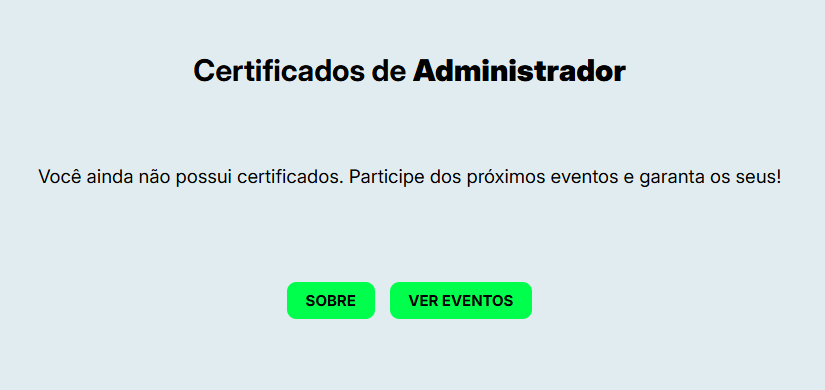 Certificados de Administrador
Você ainda não possui certificados. Participe dos próximos eventos e garanta os seus!
SOBRE
VER EVENTOS